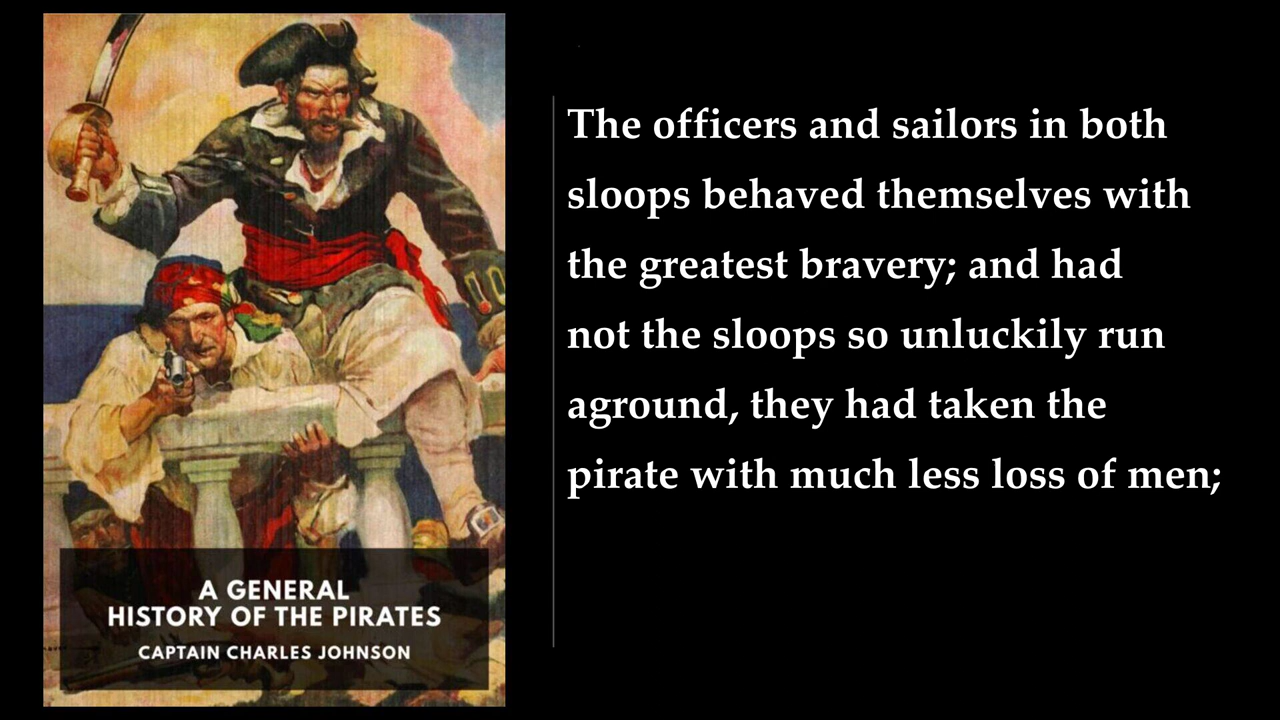 The officers and sailors in both
sloops behaved themselves with
the greatest bravery; and had
not the sloops so unluckily run
aground, they had taken the
pirate with much less loss of men;
A GENERAL
HISTORY OF THE PIRATES
CAPTAIN CHARLES JOHNSON